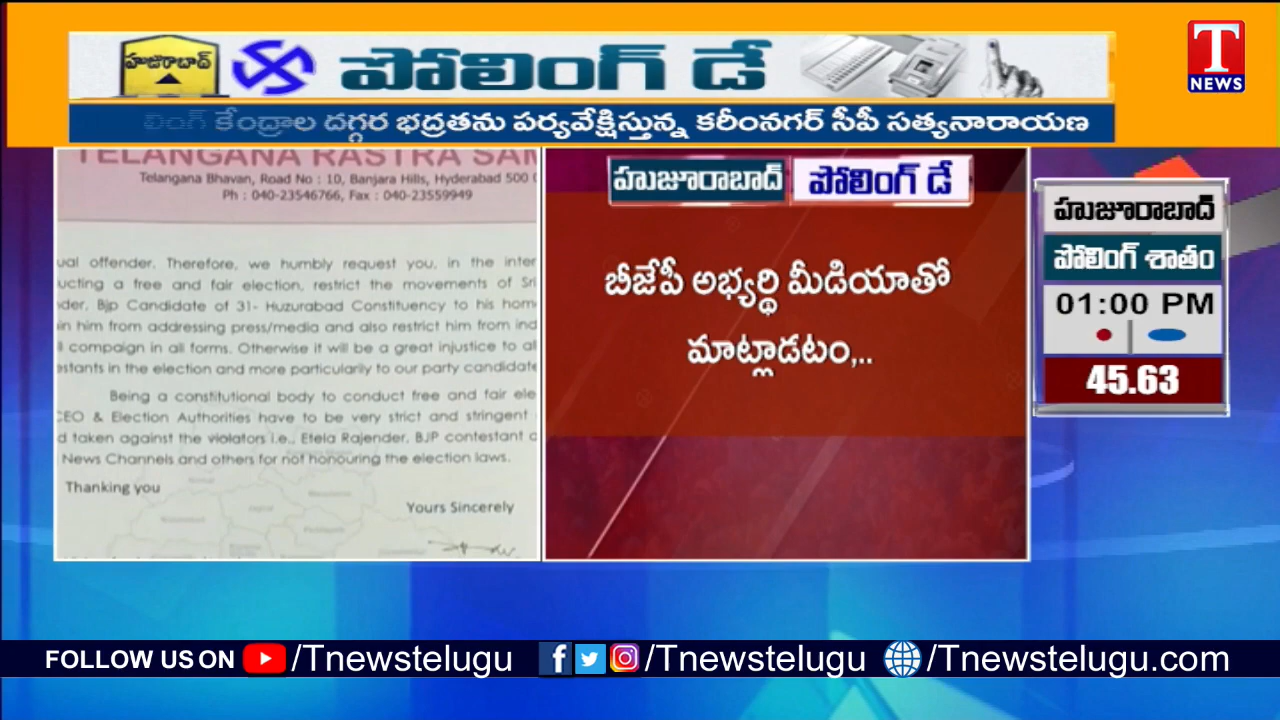 హుజురాబాద్
పోలింగ్ డే
T
NEWS
లింగ్ కేంద్రాల దగ్గర భద్రతను పర్యవేక్షిస్తున్న కరీంనగర్ సీపీ సత్యనారాయణ
TELANGANA RASTRA SAM
Telangana Bhavan, Road No : 10, Banjara Hills, Hyderabad 500
Ph : 040-23546766, Fax : 040-23559949
ual offender. Therefore, we humbly request you, in the inter
ucting a free and fair election, restrict the movements of Sri
der, Bjp Candidate of 31- Huzurabad Constituency to his hom
in him from addressing press/media and also restrict him from ind
l campaign in all forms. Otherwise it will be a great injustice to al
estants in the election and more particularly to our party candidate
Being a constitutional body to conduct free and fair ele
CEO & Election Authorities have to be very strict and stringent
d taken against the violators i.e., Etela Rajender, BJP contestant
News Channels and others for not honouring the election laws.
Thanking you
Yours Sincerely
హుజూరాబాద్ పోలింగ్ డే
బీజేపీ అభ్యర్థి మీడియాతో
మాట్లాడటం,..
హుజూరాబాద్
పోలింగ్ శాతం
01:00 PM
45.63
FOLLOW US ON /Tnewstelugu /Tnewstelugu /Tnewstelugu.com